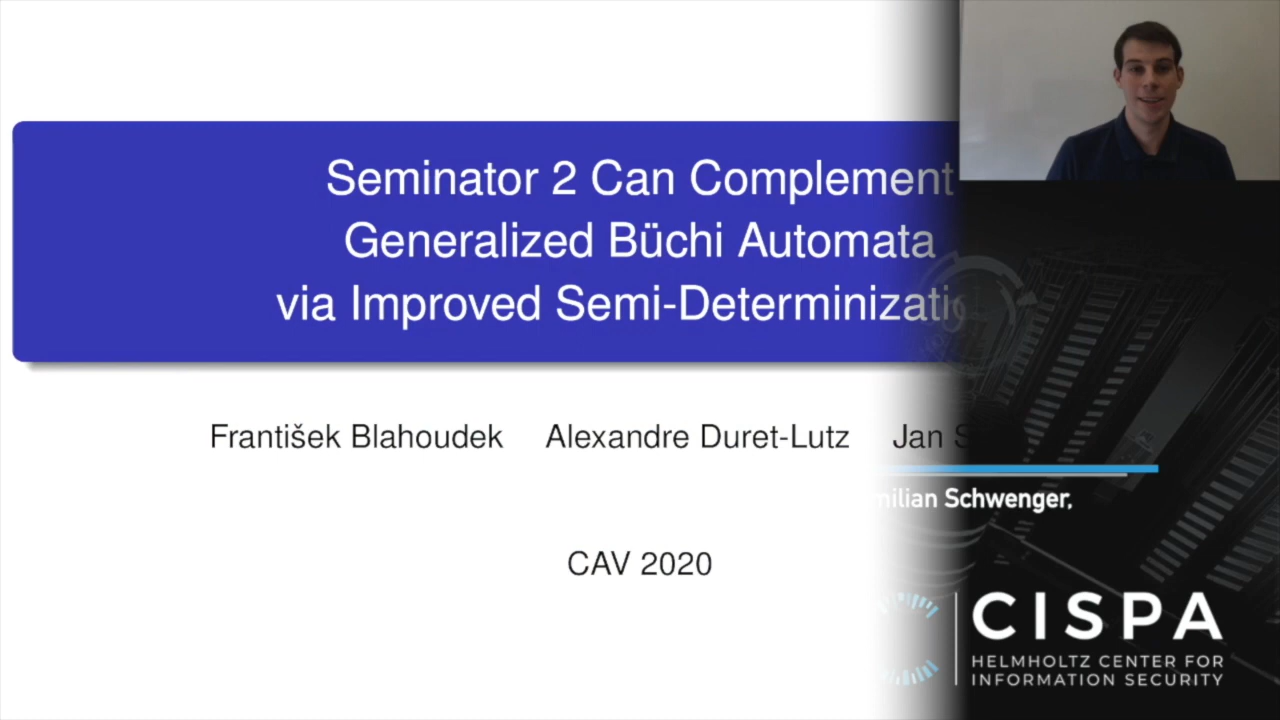 Seminator 2 Can Complement
Generalized Büchi Automata
via Improved Semi-Determinizatio
František Blahoudek Alexandre Duret-Lutz Jan S
milian Schwenger,
CAV 2020
CISPA
HELMHOLTZ CENTER FOR
INFORMATION SECURITY